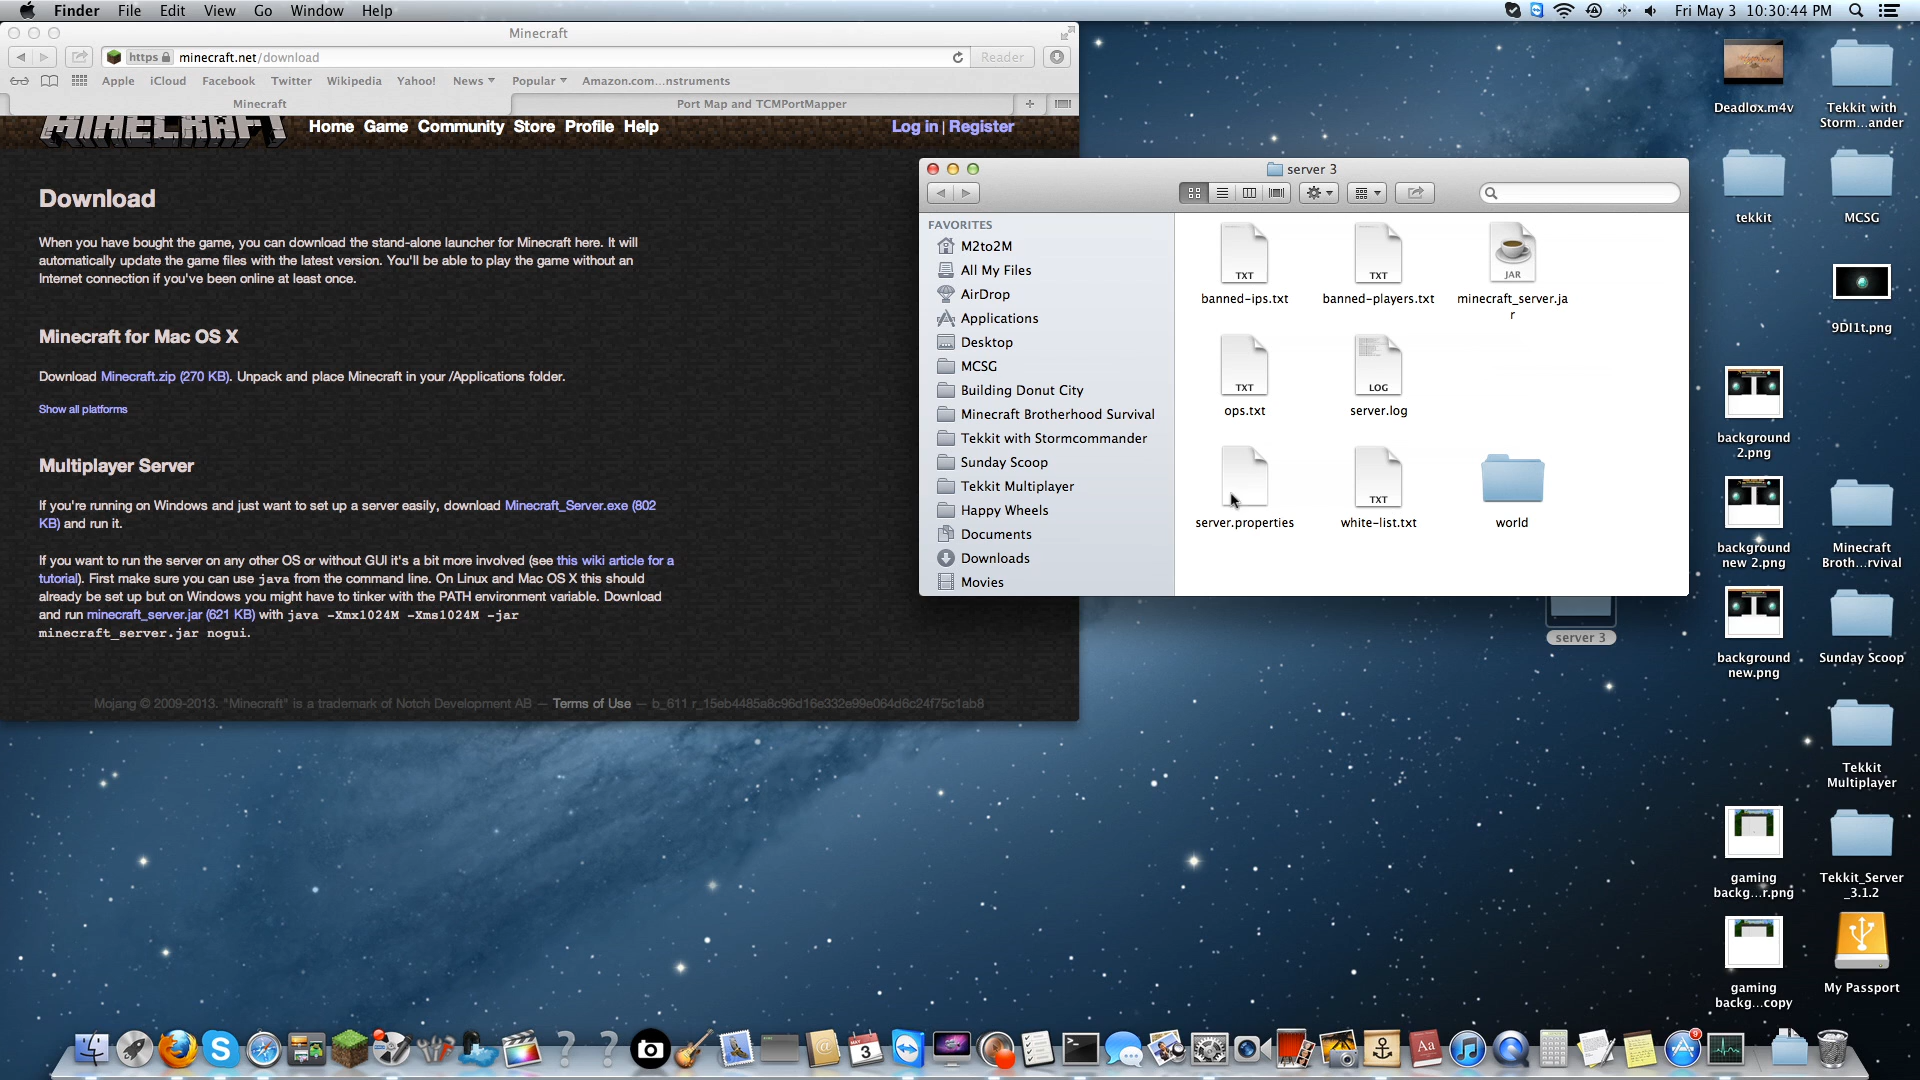 Finder File Edit View Go Window Help
Fri May 3 10:30:44 PM
Minecraft
https minecraft.net/download
Reader
Apple iCloud Facebook Twitter Wikipedia Yahoo! News Popular Amazon.com...nstruments
Minecraft
Port Map and TCMPortMapper
MINECRAFT
Home Game Community Store Profile Help
Log in | Register
Download
When you have bought the game, you can download the stand-alone launcher for Minecraft here. It will
automatically update the game files with the latest version. You'll be able to play the game without an
Internet connection if you've been online at least once.
Minecraft for Mac OS X
Download Minecraft.zip (270 KB). Unpack and place Minecraft in your /Applications folder.
Show all platforms
Multiplayer Server
If you're running on Windows and just want to set up a server easily, download Minecraft_Server.exe (802
KB) and run it.
If you want to run the server on any other OS or without GUI it's a bit more involved (see this wiki article for a
tutorial). First make sure you can use java from the command line. On Linux and Mac OS X this should
already be set up but on Windows you might have to tinker with the PATH environment variable. Download
and run minecraft_server.jar (621 KB) with java -Xmx1024M -Xms1024M -jar
minecraft_server.jar nogui.
Mojang © 2009-2013. "Minecraft" is a trademark of Notch Development AB — Terms of Use — b_611 r_15eb4485a8c96d16e332e99e064d6c24f75c1ab8
server 3
FAVORITES
M2to2M
All My Files
AirDrop
Applications
Desktop
MCSG
Building Donut City
Minecraft Brotherhood Survival
Tekkit with Stormcommander
Sunday Scoop
Tekkit Multiplayer
Happy Wheels
Documents
Downloads
Movies
TXT
banned-ips.txt
TXT
banned-players.txt
JAR
minecraft_server.ja
r
TXT
ops.txt
LOG
server.log
server.properties
TXT
white-list.txt
world
server 3
Deadlox.m4v
Tekkit with
Storm...ander
tekkit
MCSG
9DI1t.png
background
2.png
background
new 2.png
Minecraft
Broth...rvival
background
new.png
Sunday Scoop
Tekkit
Multiplayer
gaming
backg...r.png
Tekkit_Server
_3.1.2
gaming
backg...copy
My Passport
3
Aa
9